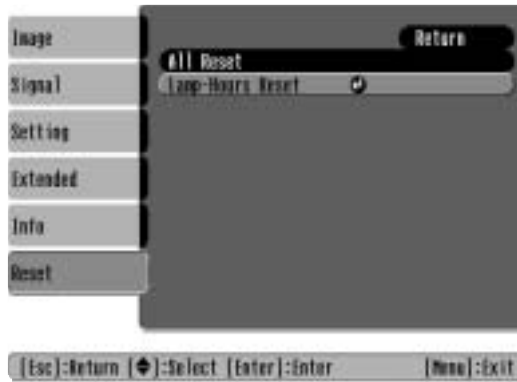 Image
Signal
Setting
Extended
Info
Reset
Return
All Reset
Lamp-Hours Reset
[Esc]:Return [◆]:Select [Enter]:Enter [Menu]:Exit